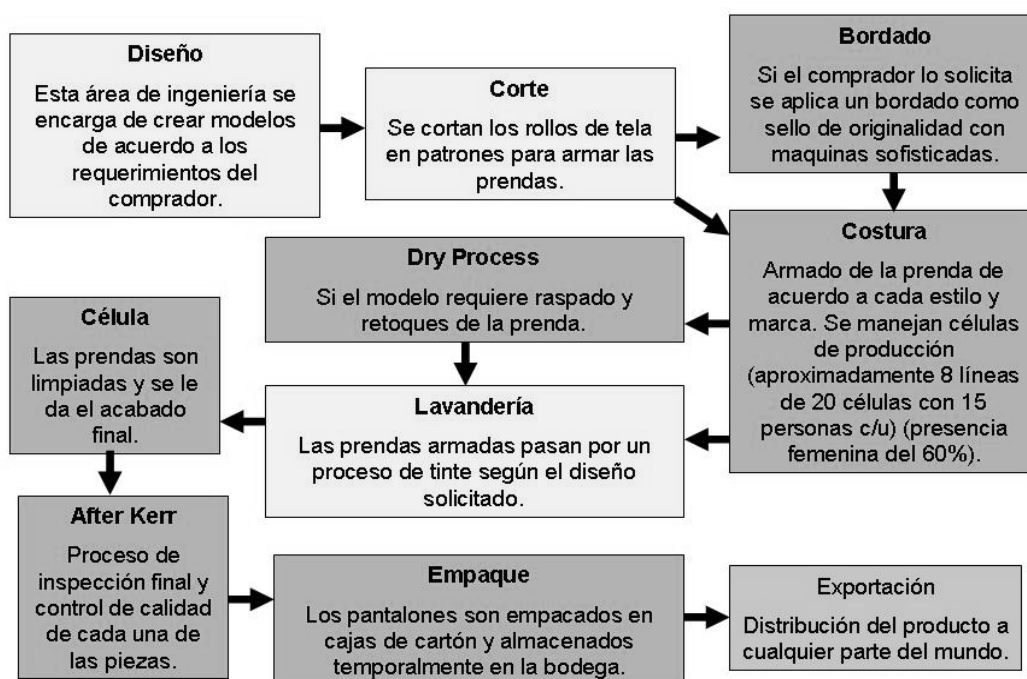 Diseño
Esta área de ingeniería se
encarga de crear modelos
de acuerdo a los
requerimientos del
comprador.
Corte
Se cortan los rollos de tela
en patrones para armar las
prendas.
Bordado
Si el comprador lo solicita
se aplica un bordado como
sello de originalidad con
maquinas sofisticadas.
Costura
Armado de la prenda de
acuerdo a cada estilo y
marca. Se manejan células
de producción
(aproximadamente 8 líneas
de 20 células con 15
personas c/u) (presencia
femenina del 60%).
Dry Process
Si el modelo requiere raspado y
retoques de la prenda.
Lavandería
Las prendas armadas pasan por un
proceso de tinte según el diseño
solicitado.
Célula
Las prendas son
limpiadas y se le
da el acabado
final.
After Kerr
Proceso de
inspección final y
control de calidad
de cada una de
las piezas.
Empaque
Los pantalones son empacados en
cajas de cartón y almacenados
temporalmente en la bodega.
Exportación
Distribución del producto a
cualquier parte del mundo.